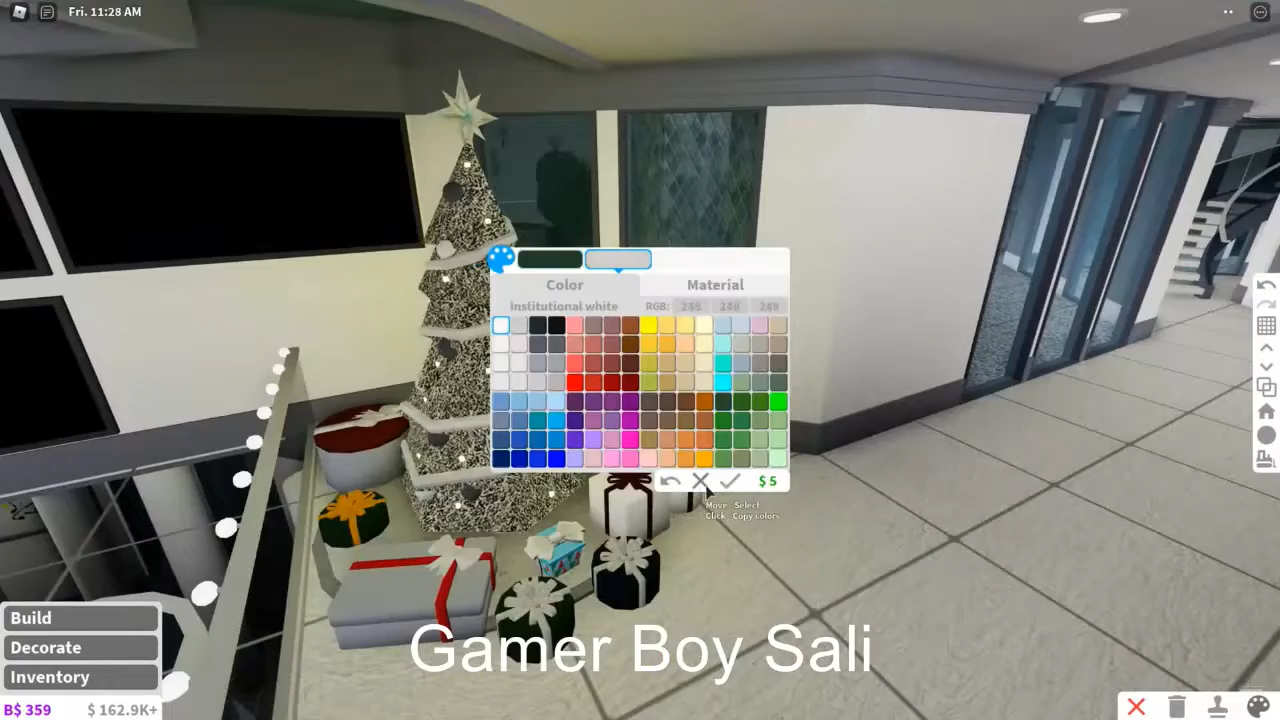 Fri. 11:28 AM
Color
Material
Institutional white
RGB:
248
Move Select
Click Copy colors
$ 5
Build
Decorate
Inventory
B$ 359
$ 162.9K+
Gamer Boy Sali